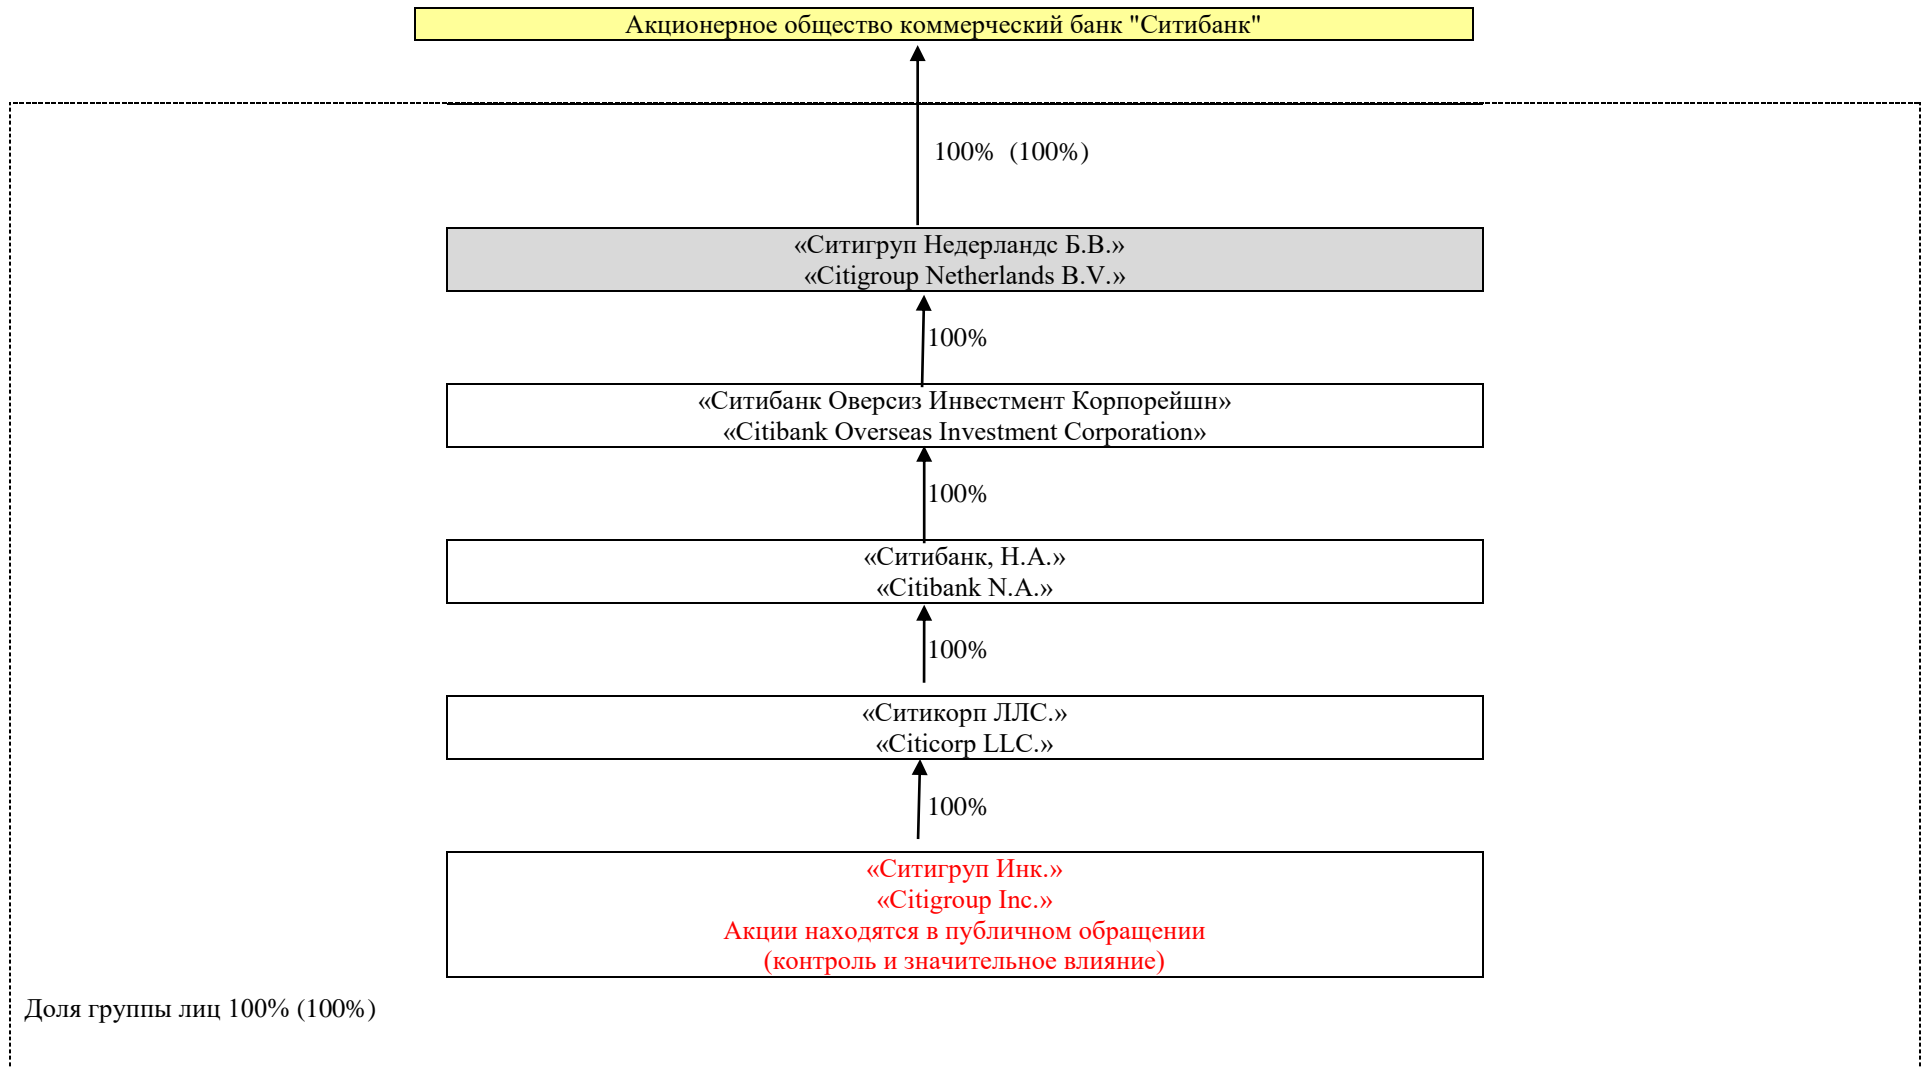 Акционерное общество коммерческий банк "Ситибанк"
100% (100%)
«Ситигруп Недерландс Б.В.»
«Citigroup Netherlands B.V.»
100%
«Ситибанк Оверсиз Инвестмент Корпорейшн»
«Citibank Overseas Investment Corporation»
100%
«Ситибанк, Н.А.»
«Citibank N.A.»
100%
«Ситикорп ЛЛС.»
«Citicorp LLC.»
100%
«Ситигруп Инк.»
«Citigroup Inc.»
Акции находятся в публичном обращении
(контроль и значительное влияние)
Доля группы лиц 100% (100%)